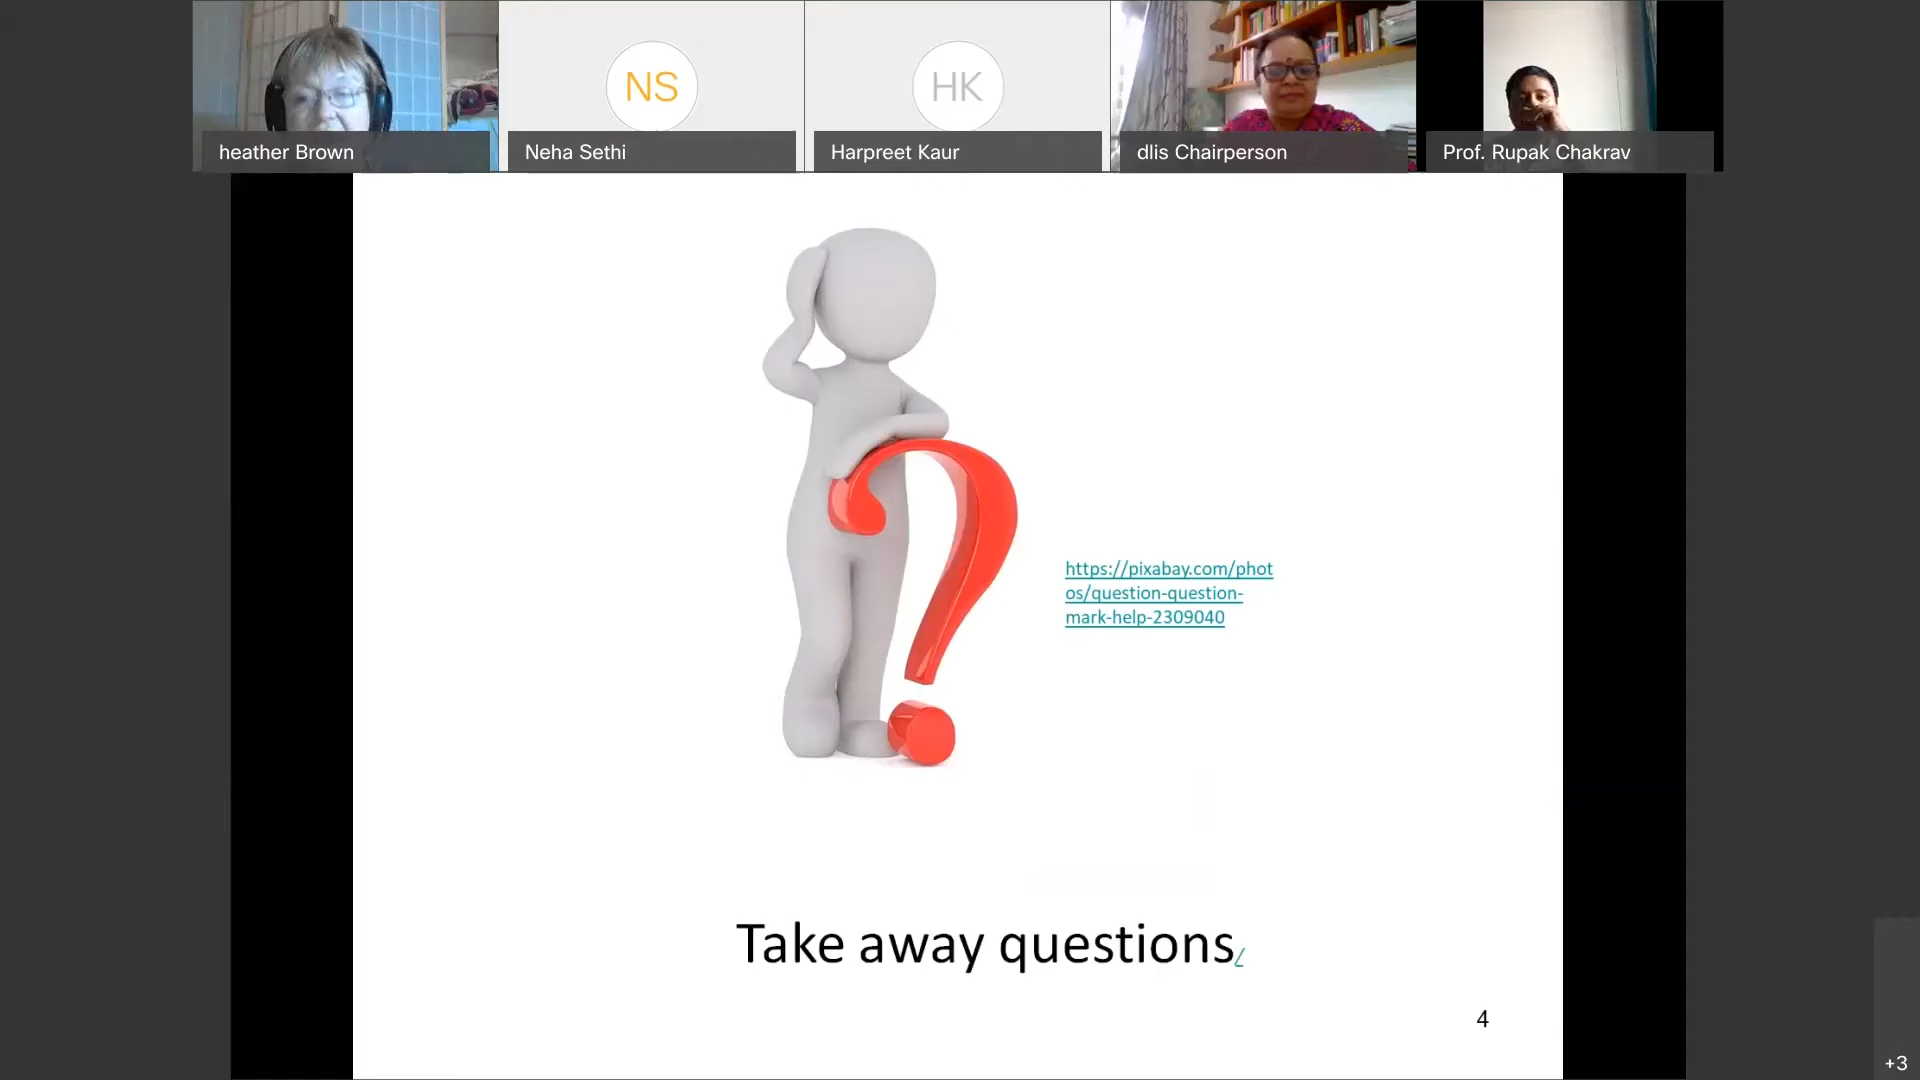 NS
HK
heather Brown
Neha Sethi
Harpreet Kaur
dlis Chairperson
Prof. Rupak Chakrav
https://pixabay.com/phot
os/question-question-
mark-help-2309040
Take away questions/
4
+3